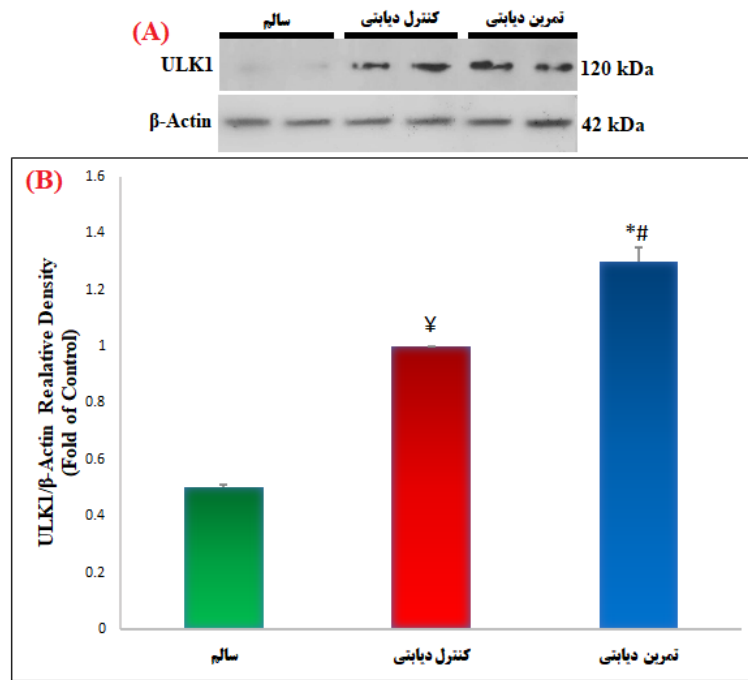 (A)
سالم کنترل دیابتی تمرین دیابتی
ULK1 120 kDa
β-Actin 42 kDa
(B)
ULK1/β-Actin Realative Density
(Fold of Control)
1.6
1.4
1.2
1
0.8
0.6
0.4
0.2
0
¥
*#
سالم کنترل دیابتی تمرین دیابتی